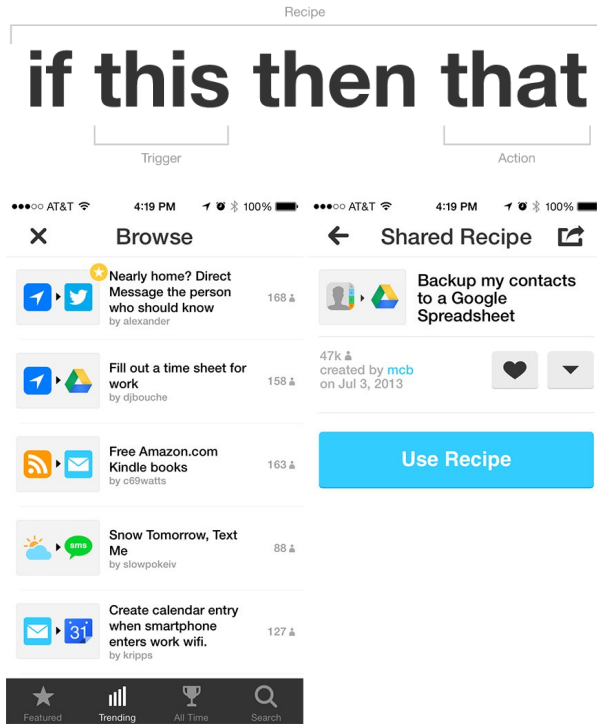 Recipe
if this then that
Trigger
Action
AT&T 4:19 PM 100%
Browse
Nearly home? Direct
Message the person
who should know
by alexander
168
Fill out a time sheet for
work
by djbouche
158
Free Amazon.com
Kindle books
by c69watts
163
sms
Snow Tomorrow, Text
Me
by slowpokeiv
88
31
Create calendar entry
when smartphone
enters work wifi.
by kripps
127
Featured
Trending
All Time
Search
AT&T 4:19 PM 100%
Shared Recipe
Backup my contacts
to a Google
Spreadsheet
47k
created by mcb
on Jul 3, 2013
Use Recipe